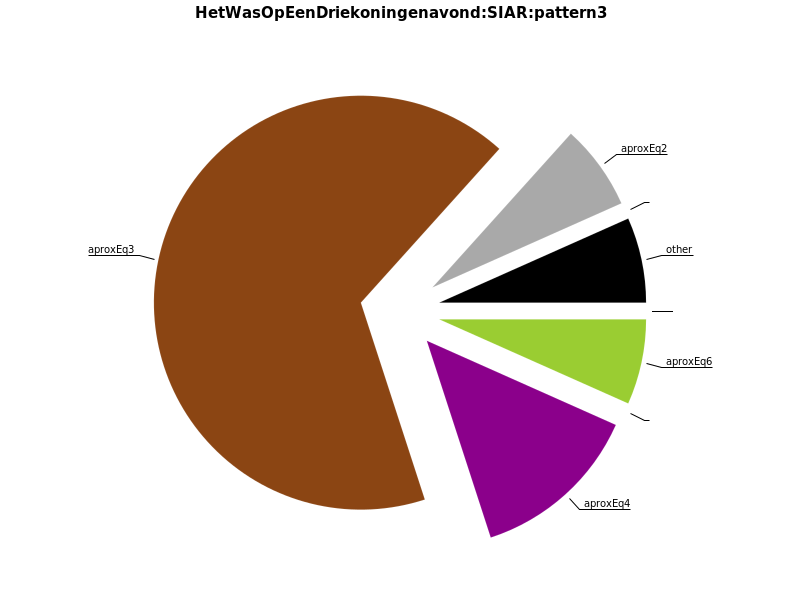 HetWasOpEenDriekoningenavond:SIAR:pattern3
aproxEq2
aproxEq3
other
aproxEq6
aproxEq4